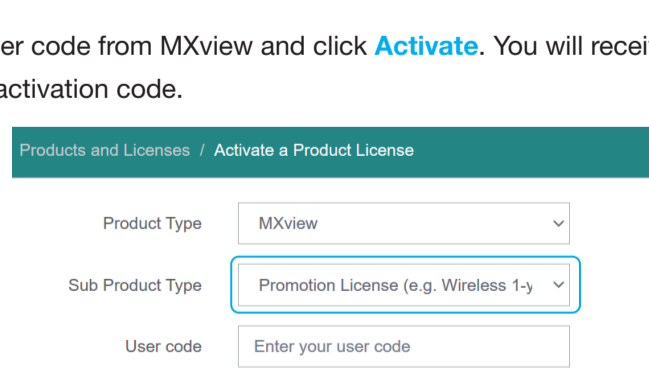 er code from MXview and click Activate. You will recei
activation code.
Products and Licenses / Activate a Product License
Product Type MXview
Sub Product Type Promotion License (e.g. Wireless 1-y
User code Enter your user code